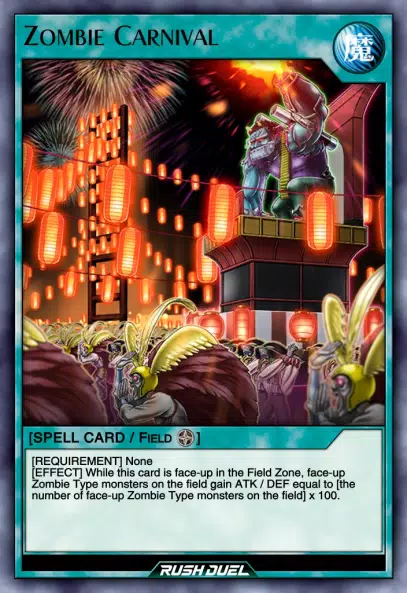 Zombie Carnival
魔
[SPELL CARD / Field]
[REQUIREMENT] None
[EFFECT] While this card is face-up in the Field Zone, face-up
Zombie Type monsters on the field gain ATK / DEF equal to [the
number of face-up Zombie Type monsters on the field] x 100.
RUSH DUEL